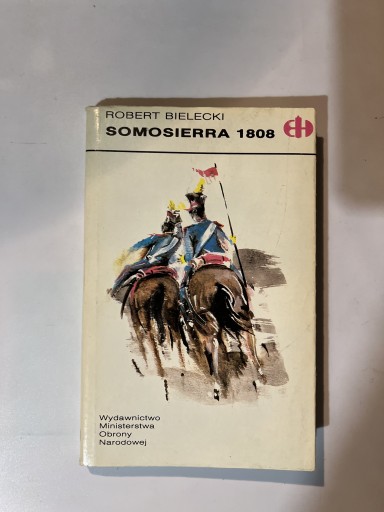 ROBERT BIELECKI
SOMOSIERRA 1808
Wydawnictwo
Ministerstwa
Obrony
Narodowej